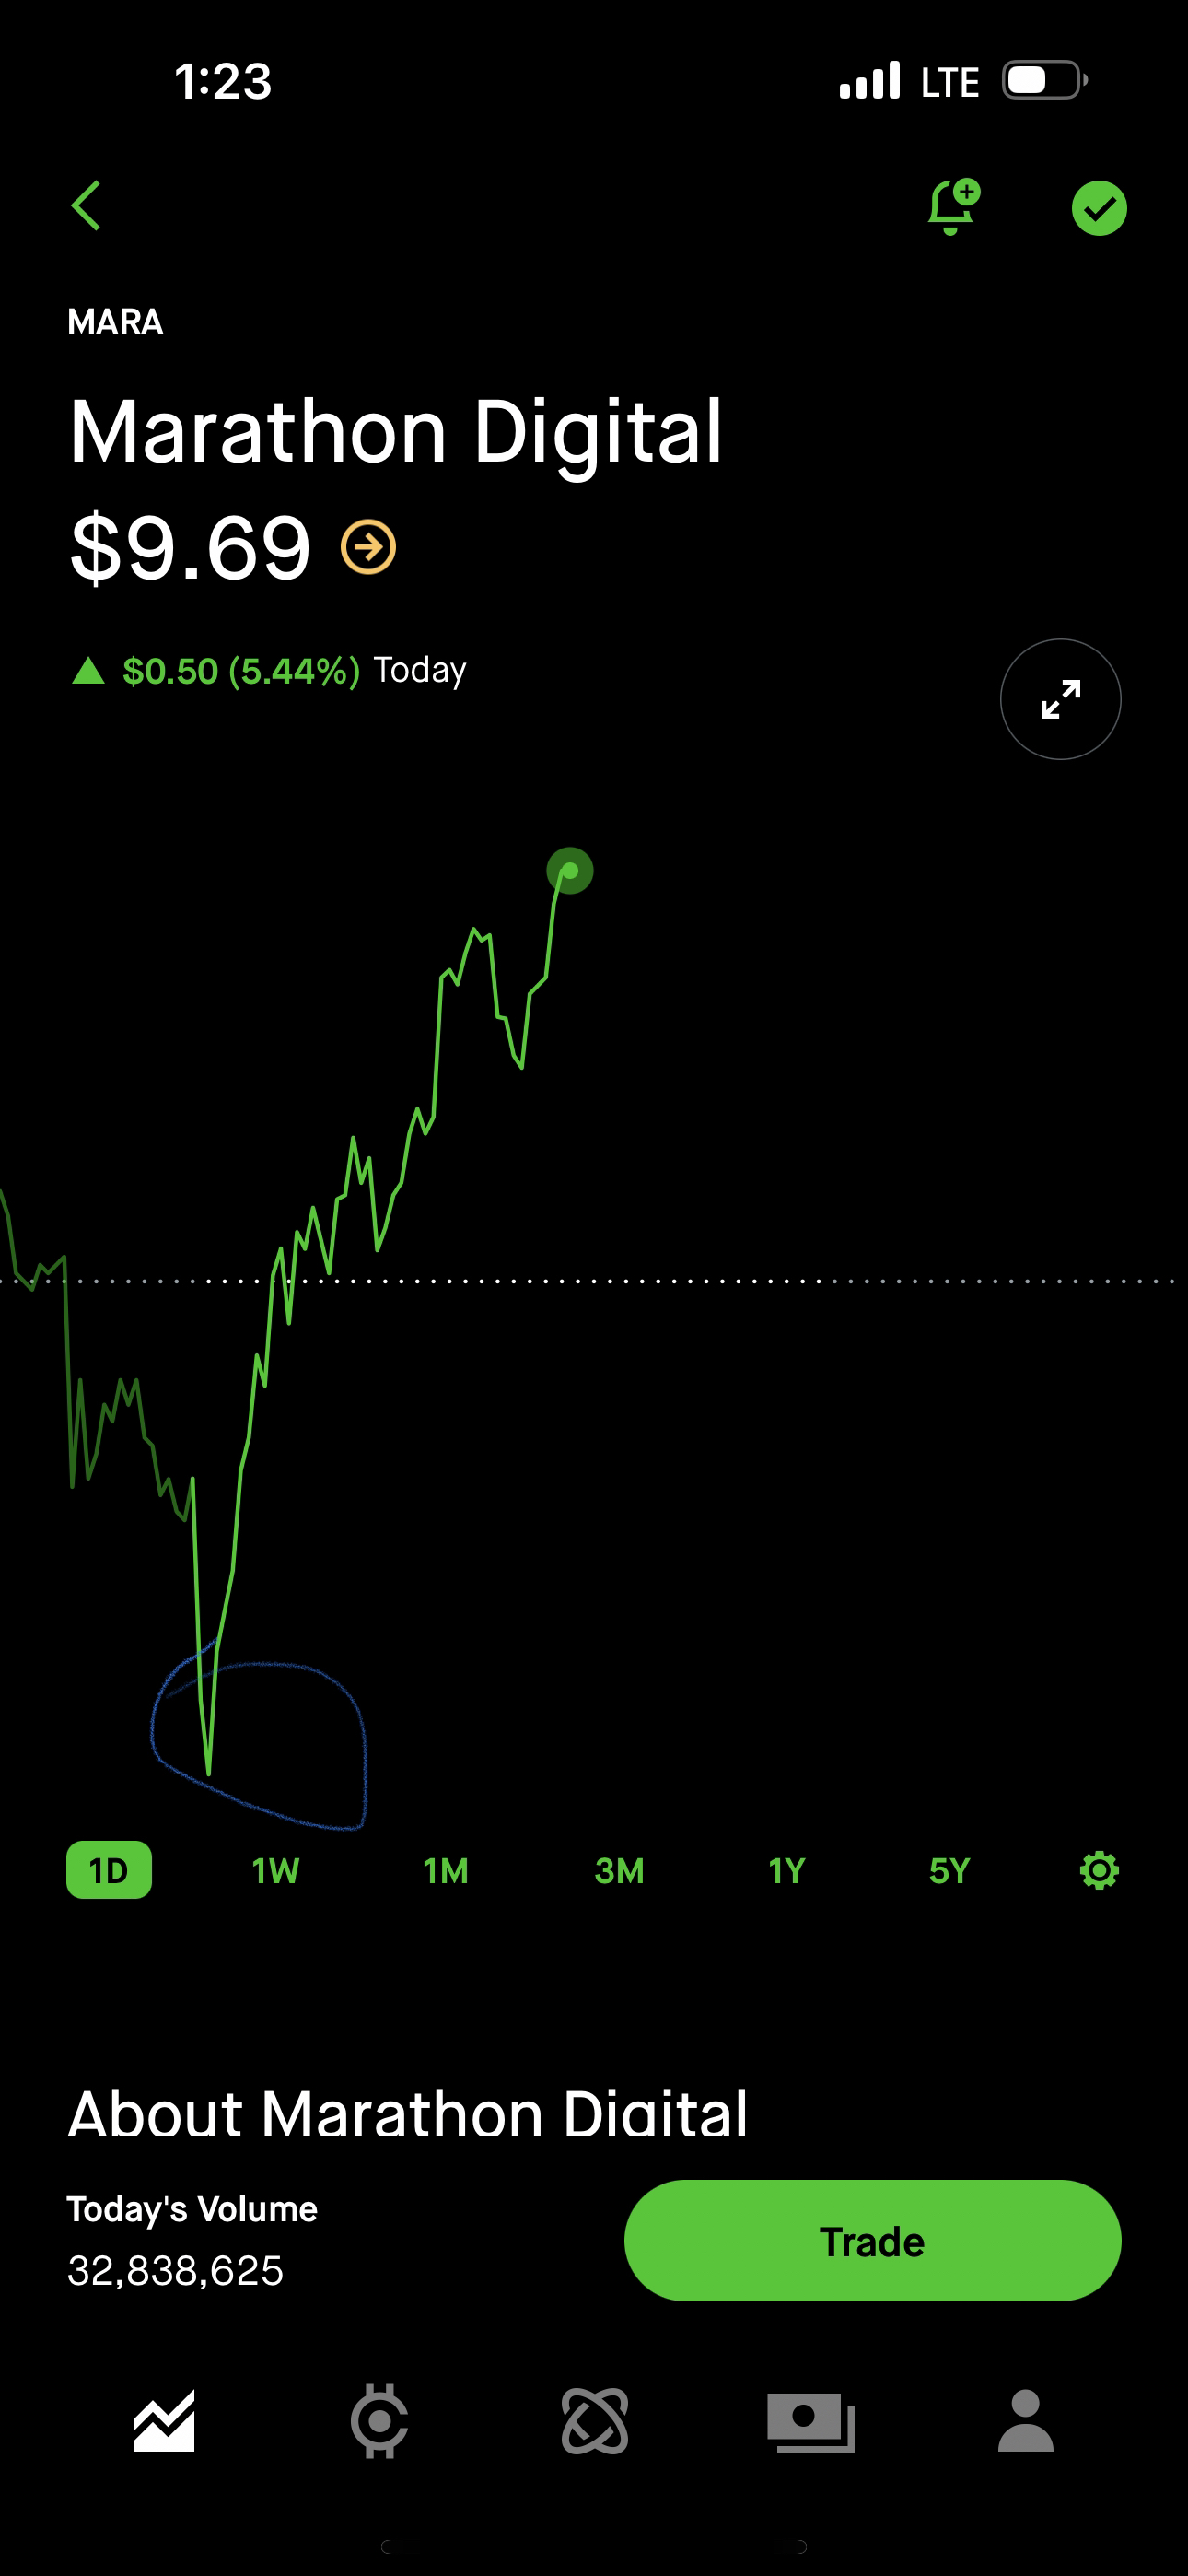 1:23 LTE
MARA
Marathon Digital
$9.69
$0.50 (5.44%) Today
1D 1W 1M 3M 1Y 5Y
About Marathon Digital
Today's Volume
32,838,625
Trade